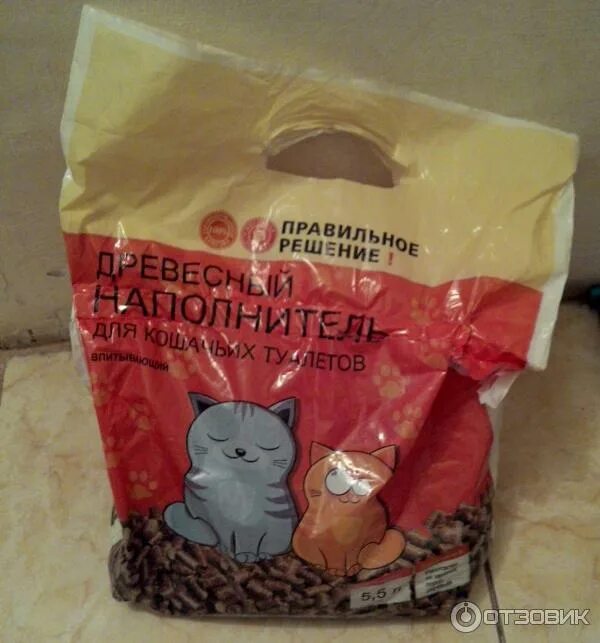 ПРАВИЛЬНОЕ
РЕШЕНИЕ!
ДРЕВЕСНЫЙ
НАПОЛНИТЕЛЬ
ДЛЯ КОШАЧЬИХ ТУАЛЕТОВ
ВПИТЫВАЮЩИЙ
5,5 л
ОТЗОВИК